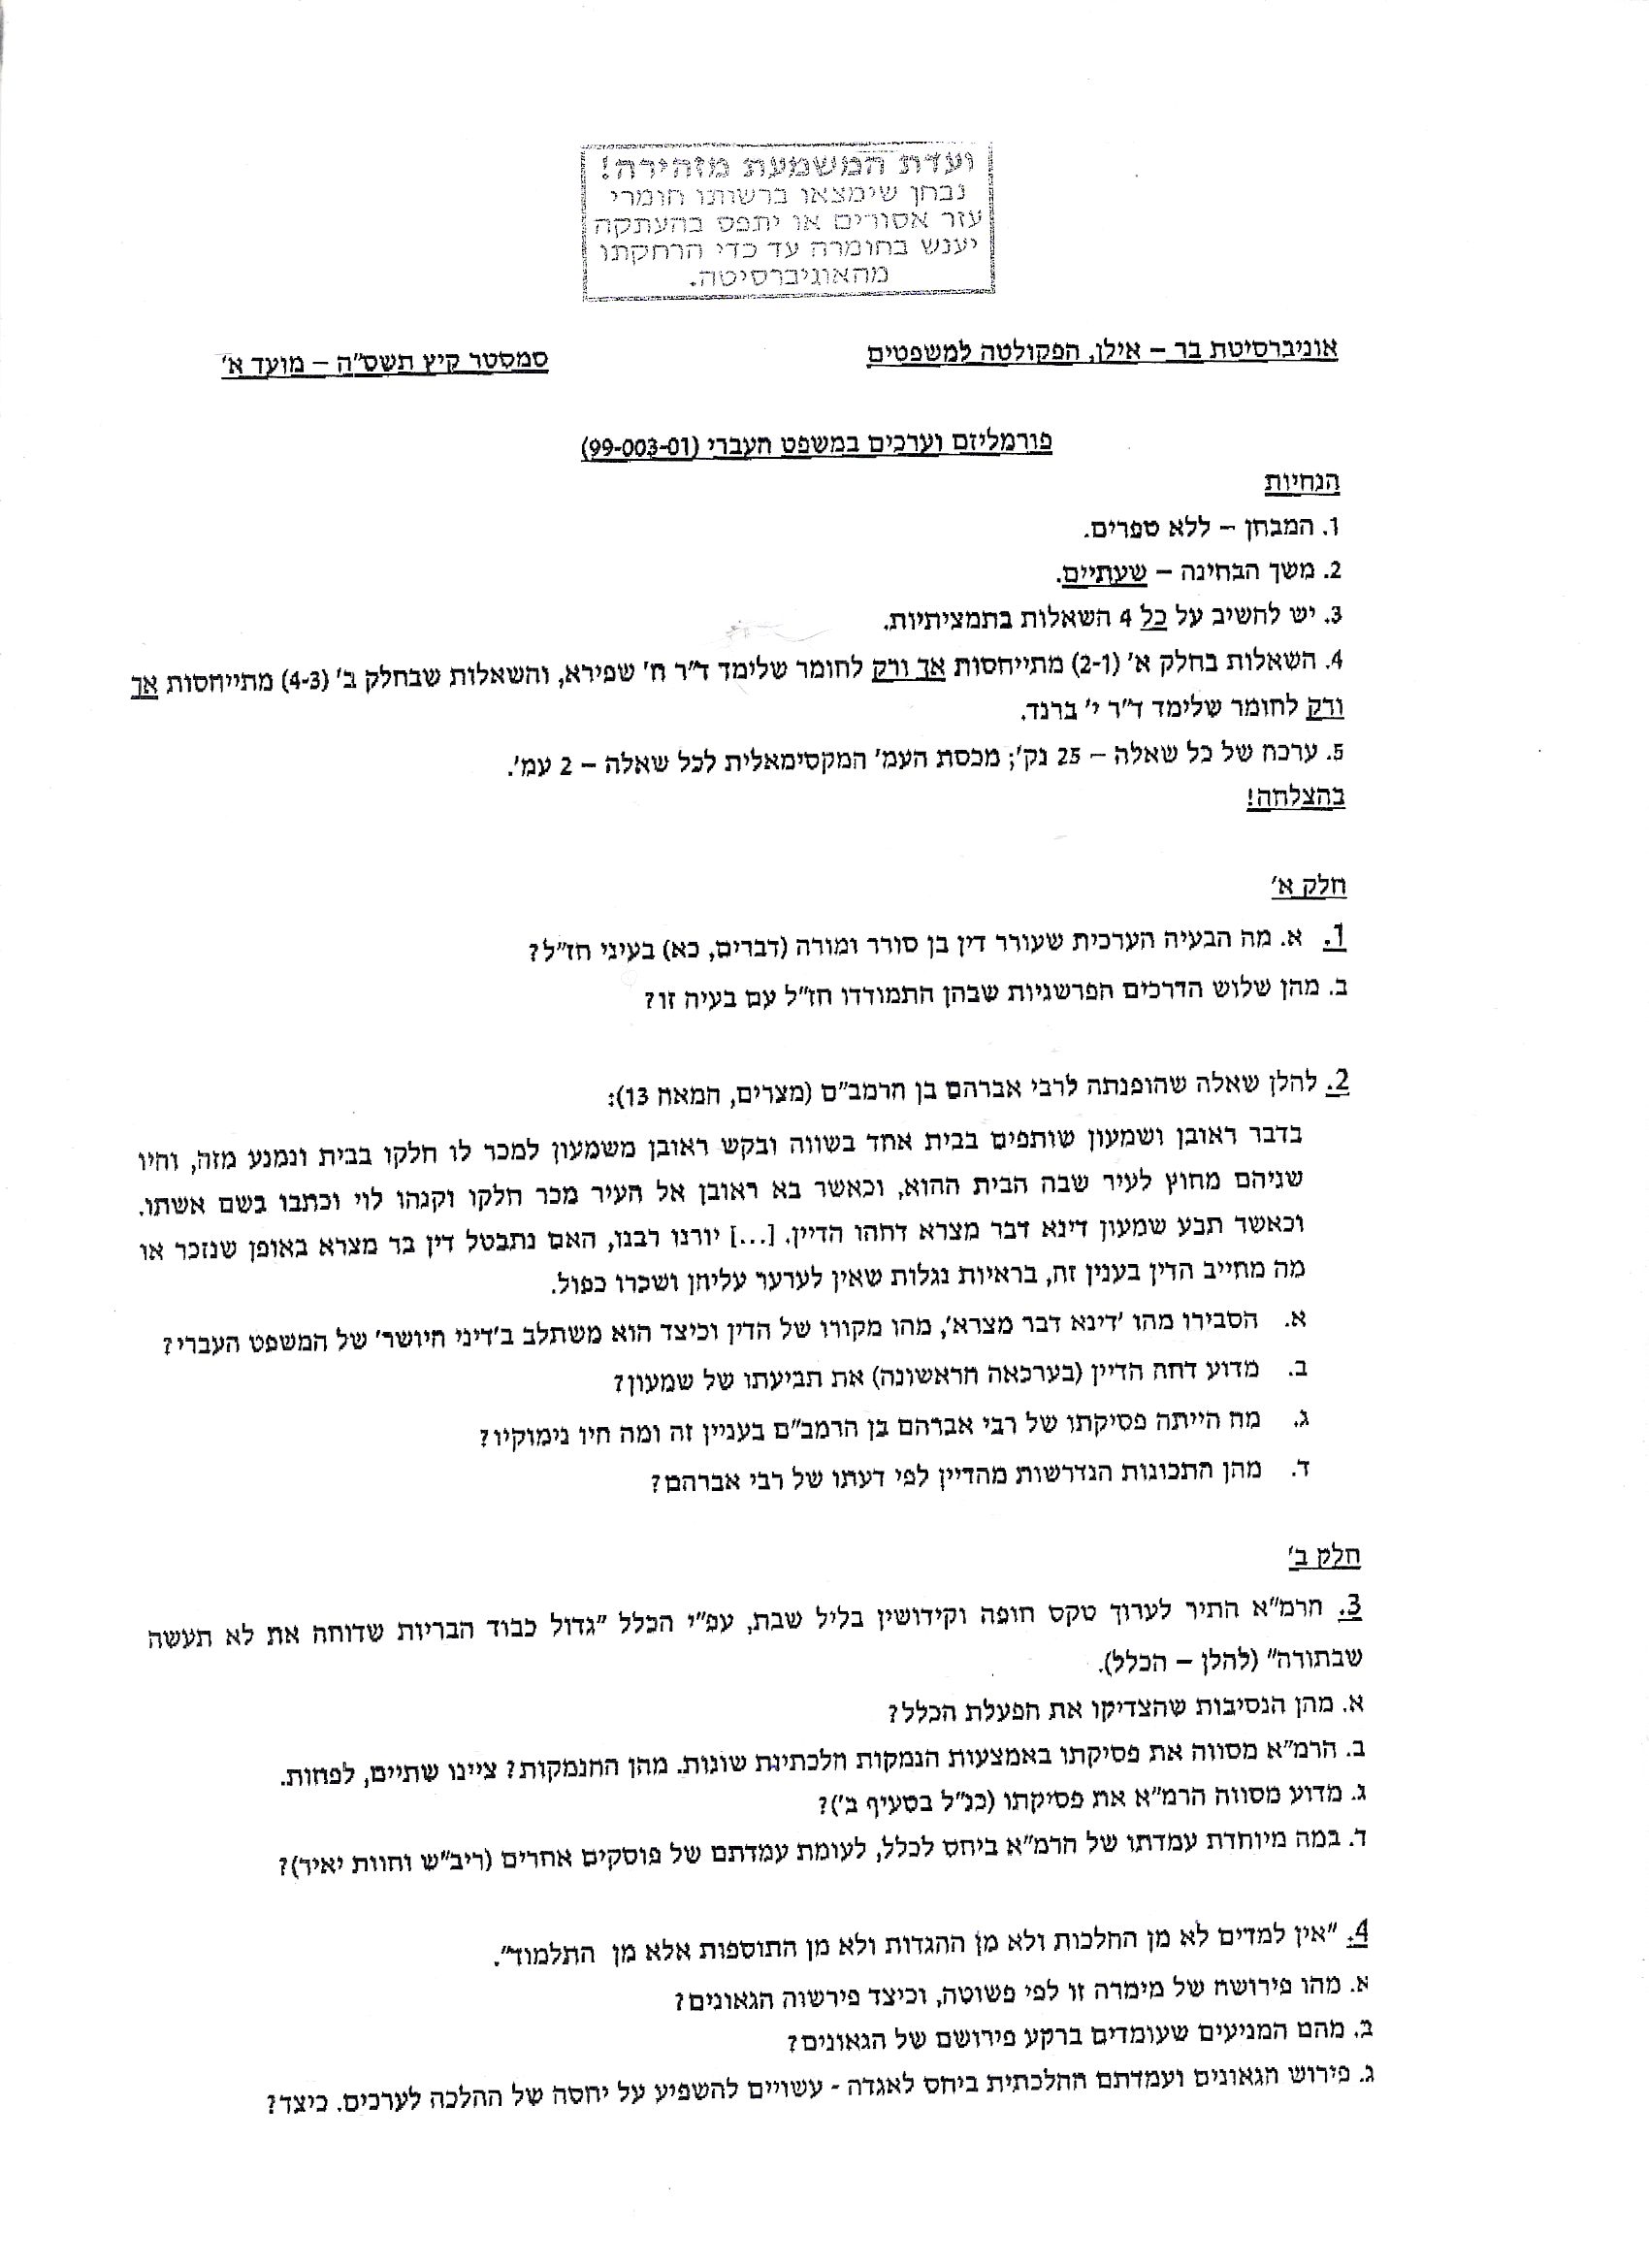 ועדת המשמעת מזהירה!
נבחן שימצאו ברשותו חומרי
עזר אסורים או יתפס בהעתקה
יענש בחומרה עד כדי הרחקתו
מהאוניברסיטה.
אוניברסיטת בר – אילן, הפקולטה למשפטים
סמסטר קיץ תשס"ה – מועד א'
פורמליזם וערכים במשפט העברי (99-003-01)
הנחיות
1. המבחן – ללא ספרים.
2. משך הבחינה – שעתיים.
3. יש להשיב על כל 4 השאלות בתמציתיות.
4. השאלות בחלק א' (2-1) מתייחסות אך ורק לחומר שלימד ד"ר ח' שפירא, והשאלות שבחלק ב' (4-3) מתייחסות אך
ורק לחומר שלימד ד"ר י' ברנד.
5. ערכה של כל שאלה – 25 נק'; מכסת העמ' המקסימאלית לכל שאלה – 2 עמ'.
בהצלחה!
חלק א'
1. א. מה הבעיה הערכית שעורר דין בן סורר ומורה (דברים, כא) בעיני חז"ל?
ב. מהן שלוש הדרכים הפרשניות שבהן התמודדו חז"ל עם בעיה זו?
2. להלן שאלה שהופנתה לרבי אברהם בן הרמב"ם (מצרים, המאה 13):
בדבר ראובן ושמעון שותפים בבית אחד בשווה ובקש ראובן משמעון למכר לו חלקו בבית ונמנע מזה, והיו
שניהם מחוץ לעיר שבה הבית ההוא, וכאשר בא ראובן אל העיר מכר חלקו וקנהו לוי וכתבו בשם אשתו.
וכאשר תבע שמעון דינא דבר מצרא דחהו הדיין. [...] יורנו רבנו, האם נתבטל דין בר מצרא באופן שנזכר או
מה מחייב הדין בענין זה, בראיות נגלות שאין לערער עליהן ושכרו כפול.
א. הסבירו מהו 'דינא דבר מצרא', מהו מקורו של הדין וכיצד הוא משתלב ב'דיני היושר' של המשפט העברי?
ב. מדוע דחה הדיין (בערכאה הראשונה) את תביעתו של שמעון?
ג. מה הייתה פסיקתו של רבי אברהם בן הרמב"ם בעניין זה ומה היו נימוקיו?
ד. מהן התכונות הנדרשות מהדיין לפי דעתו של רבי אברהם?
חלק ב'
3. הרמ"א התיר לערוך טקס חופה וקידושין בליל שבת, עפ"י הכלל "גדול כבוד הבריות שדוחה את לא תעשה
שבתורה" (להלן – הכלל).
א. מהן הנסיבות שהצדיקו את הפעלת הכלל?
ב. הרמ"א מסווה את פסיקתו באמצעות הנמקות הלכתיות שונות. מהן ההנמקות? ציינו שתיים, לפחות.
ג. מדוע מסווה הרמ"א את פסיקתו (כנ"ל בסעיף ב')?
ד. במה מיוחדת עמדתו של הרמ"א ביחס לכלל, לעומת עמדתם של פוסקים אחרים (ריב"ש וחוות יאיר)?
4. "אין למדים לא מן ההלכות ולא מן ההגדות ולא מן התוספות אלא מן התלמוד".
א. מהו פירושה של מימרה זו לפי פשוטה, וכיצד פירשוה הגאונים?
ב. מהם המניעים שעומדים ברקע פירושם של הגאונים?
ג. פירוש הגאונים ועמדתם ההלכתית ביחס לאגדה - עשויים להשפיע על יחסה של ההלכה לערכים. כיצד?